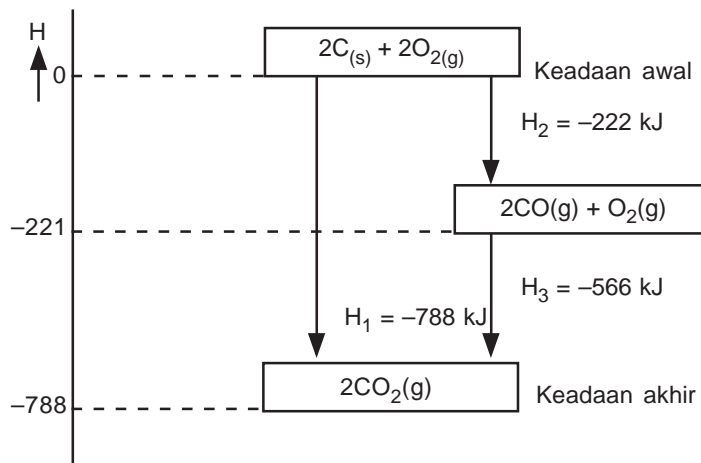 H
2C(s) + 2O2(g)
0
Keadaan awal
H2 = –222 kJ
2CO(g) + O2(g)
–221
H3 = –566 kJ
H1 = –788 kJ
2CO2(g)
Keadaan akhir
–788